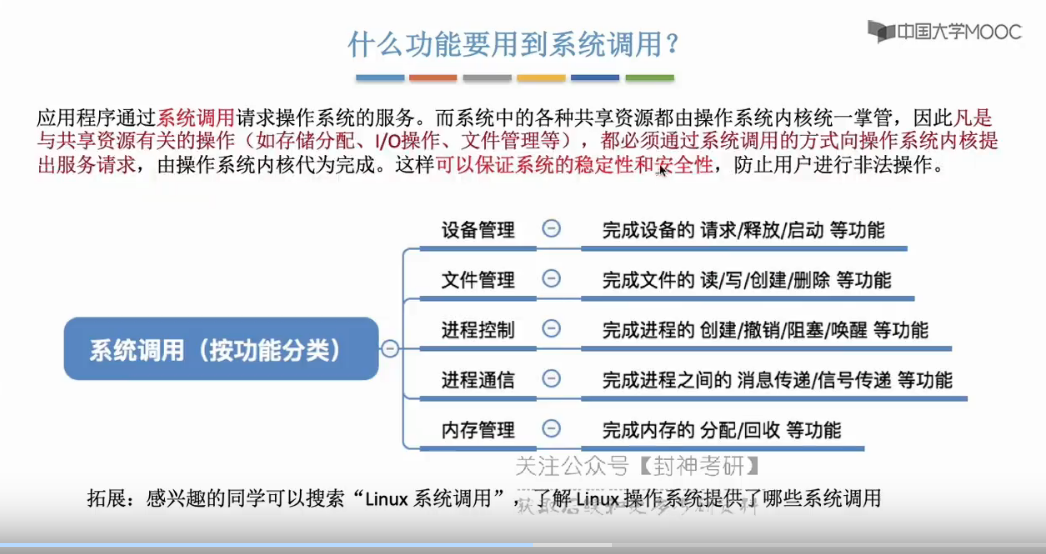 什么功能要用到系统调用？
中国大学MOOC
应用程序通过系统调用请求操作系统的服务。而系统中的各种共享资源都由操作系统内核统一掌管，因此凡是
与共享资源有关的操作（如存储分配、I/O操作、文件管理等），都必须通过系统调用的方式向操作系统内核提
出服务请求，由操作系统内核代为完成。这样可以保证系统的稳定性和安全性，防止用户进行非法操作。
系统调用（按功能分类）
设备管理 完成设备的 请求/释放/启动 等功能
文件管理 完成文件的 读/写/创建/删除 等功能
进程控制 完成进程的 创建/撤销/阻塞/唤醒 等功能
进程通信 完成进程之间的 消息传递/信号传递 等功能
内存管理 完成内存的 分配/回收 等功能
关注公众号【封神考研】
拓展：感兴趣的同学可以搜索“Linux 系统调用”，了解 Linux 操作系统提供了哪些系统调用